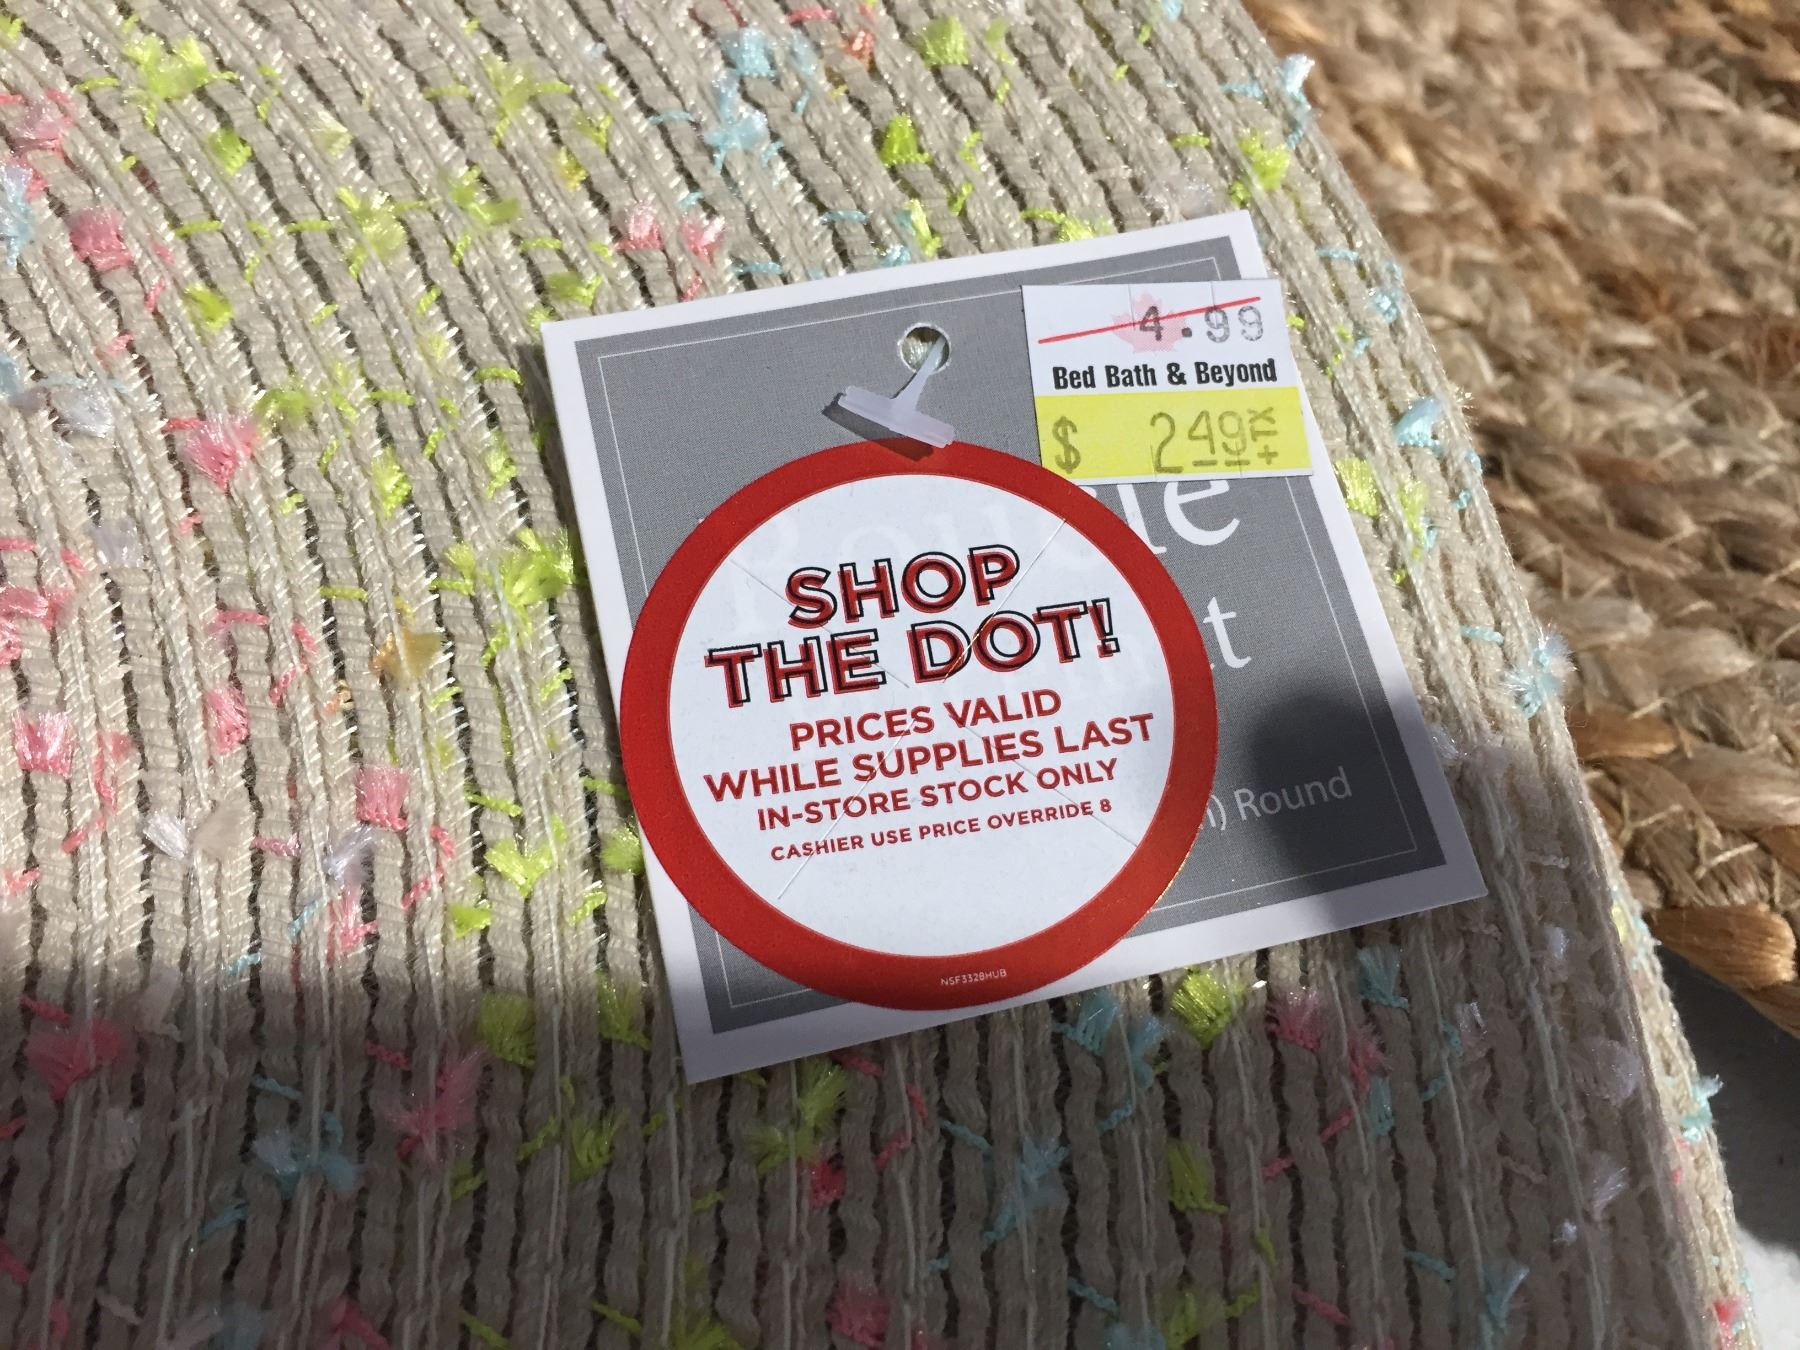 4.99
Bed Bath & Beyond
$ 2.49
SHOP
THE DOT!
PRICES VALID
WHILE SUPPLIES LAST
IN-STORE STOCK ONLY
CASHIER USE PRICE OVERRIDE 8
Round
NSF3328HUB